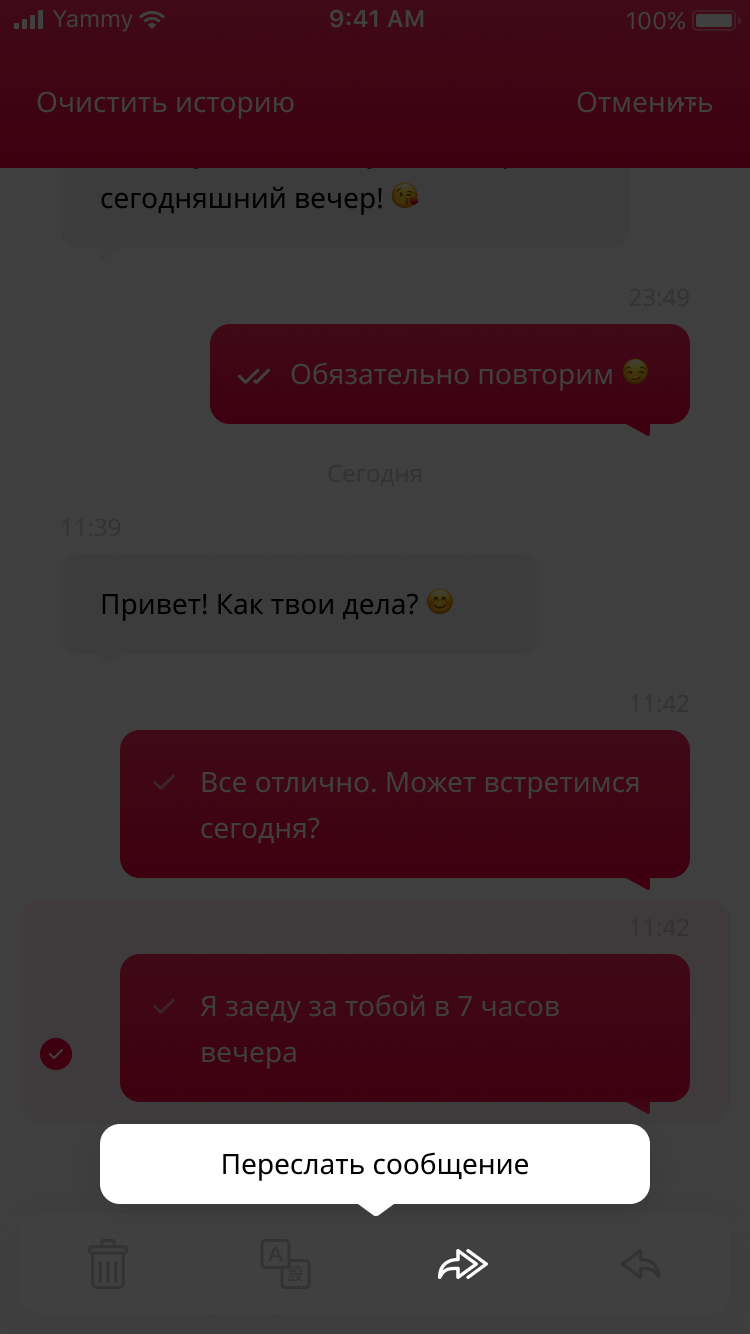 Yammy 9:41 AM 100%
Очистить историю Отменить
сегодняшний вечер! 😘
23:49
Обязательно повторим 😏
Сегодня
11:39
Привет! Как твои дела? 😊
11:42
Все отлично. Может встретимся
сегодня?
11:42
Я заеду за тобой в 7 часов
вечера
Переслать сообщение
A
設